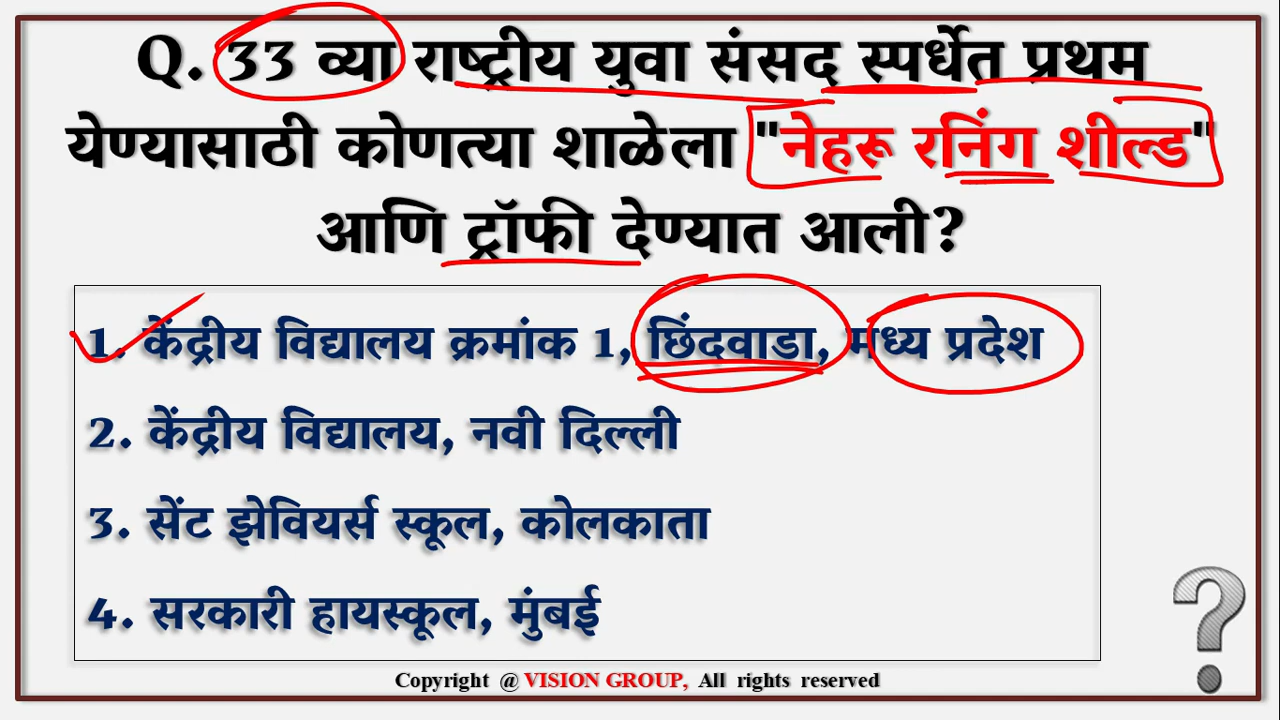 Q. 33 व्या राष्ट्रीय युवा संसद स्पर्धेत प्रथम
येण्यासाठी कोणत्या शाळेला "नेहरू रनिंग शील्ड"
आणि ट्रॉफी देण्यात आली?
1. केंद्रीय विद्यालय क्रमांक 1, छिंदवाडा, मध्य प्रदेश
2. केंद्रीय विद्यालय, नवी दिल्ली
3. सेंट झेवियर्स स्कूल, कोलकाता
4. सरकारी हायस्कूल, मुंबई
Copyright @ VISION GROUP, All rights reserved